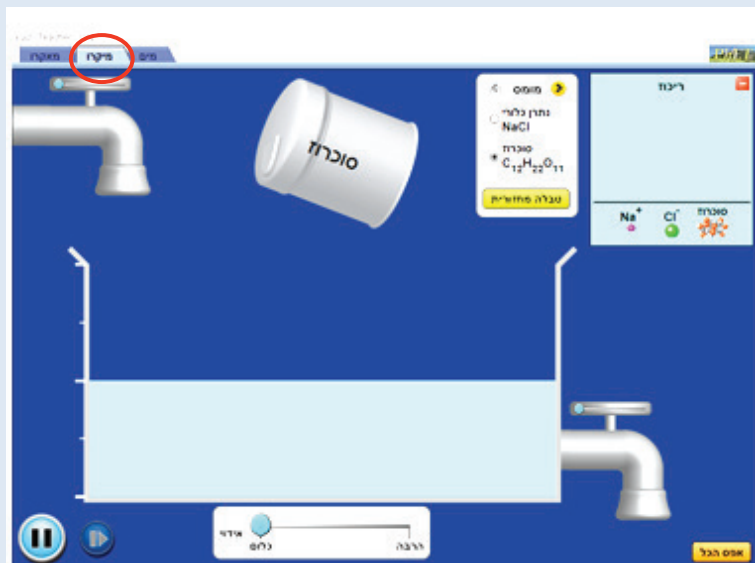 מאקרו מיקרו מים
סוכרוז
מומס
נתרן כלורי
NaCl
סוכרוז
C₁₂H₂₂O₁₁
טבלה מחזורית
ריכוז
Na⁺ Cl⁻ סוכרוז
אידוי
כלום הרבה
אפס הכל